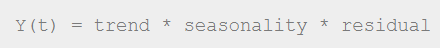 Y(t) = trend * seasonality * residual